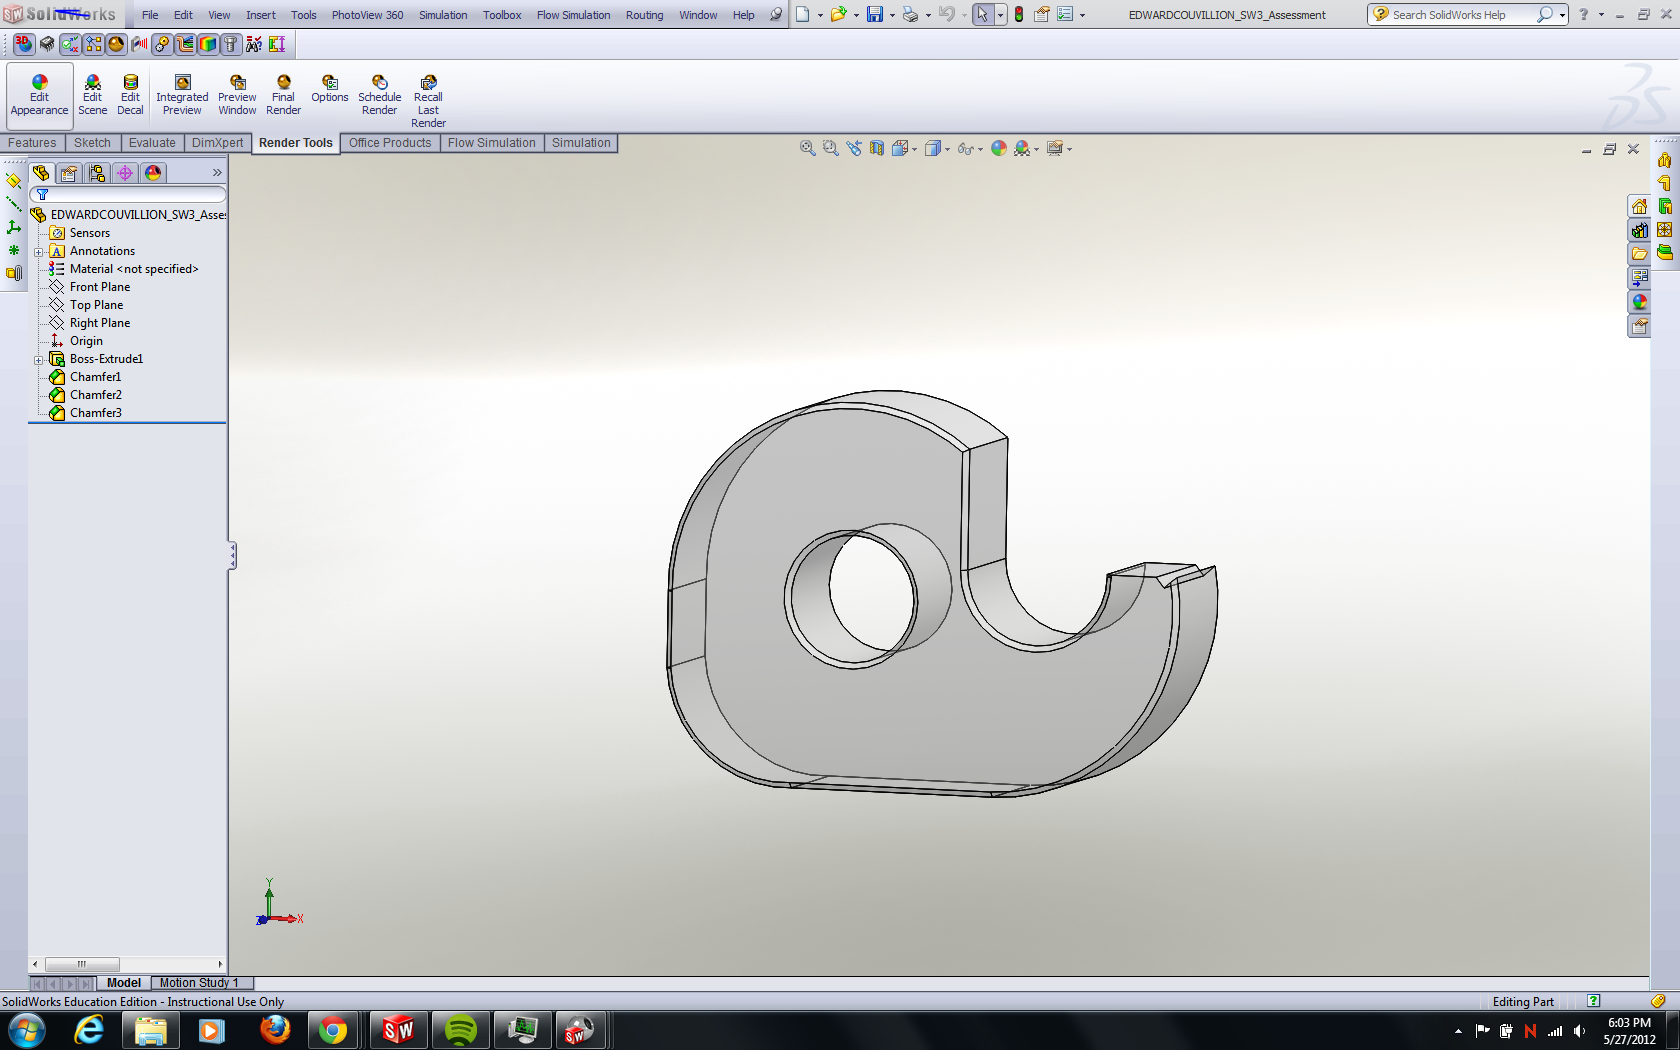 SolidWorks File Edit View Insert Tools PhotoView 360 Simulation Toolbox Flow Simulation Routing Window Help EDWARDCOUVILLION_SW3_Assessment Search SolidWorks Help ?
3D
Edit Appearance
Edit Scene
Edit Decal
Integrated Preview
Preview Window
Final Render
Options
Schedule Render
Recall Last Render
Features Sketch Evaluate DimXpert Render Tools Office Products Flow Simulation Simulation
EDWARDCOUVILLION_SW3_Asse
Sensors
Annotations
Material <not specified>
Front Plane
Top Plane
Right Plane
Origin
Boss-Extrude1
Chamfer1
Chamfer2
Chamfer3
Y
Z X
Model Motion Study 1
SolidWorks Education Edition - Instructional Use Only Editing Part
SW
6:03 PM
5/27/2012